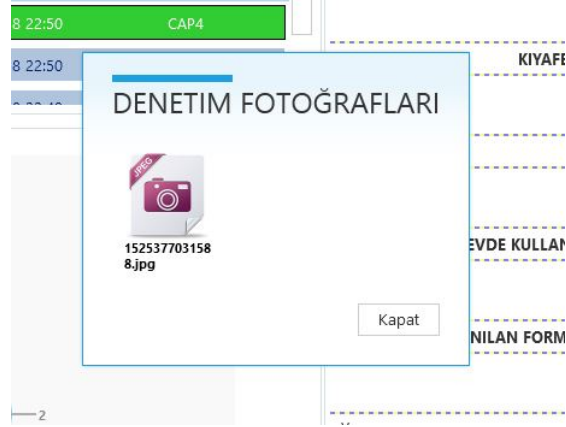 8 22:50 CAP4
8 22:50
KIYAFE
DENETIM FOTOĞRAFLARI
JPEG
152537703158
8.jpg
EVDE KULLAN
Kapat
NILAN FORM
2